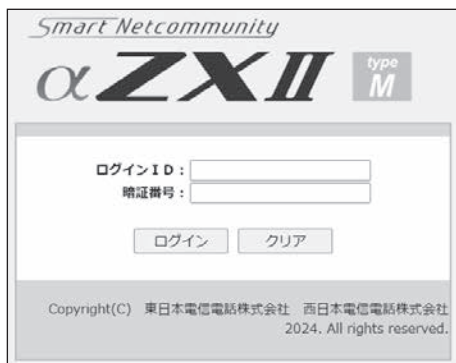 Smart Netcommunity
αZXII type M
ログインID:
暗証番号:
ログイン クリア
Copyright(C) 東日本電信電話株式会社 西日本電信電話株式会社
2024. All rights reserved.